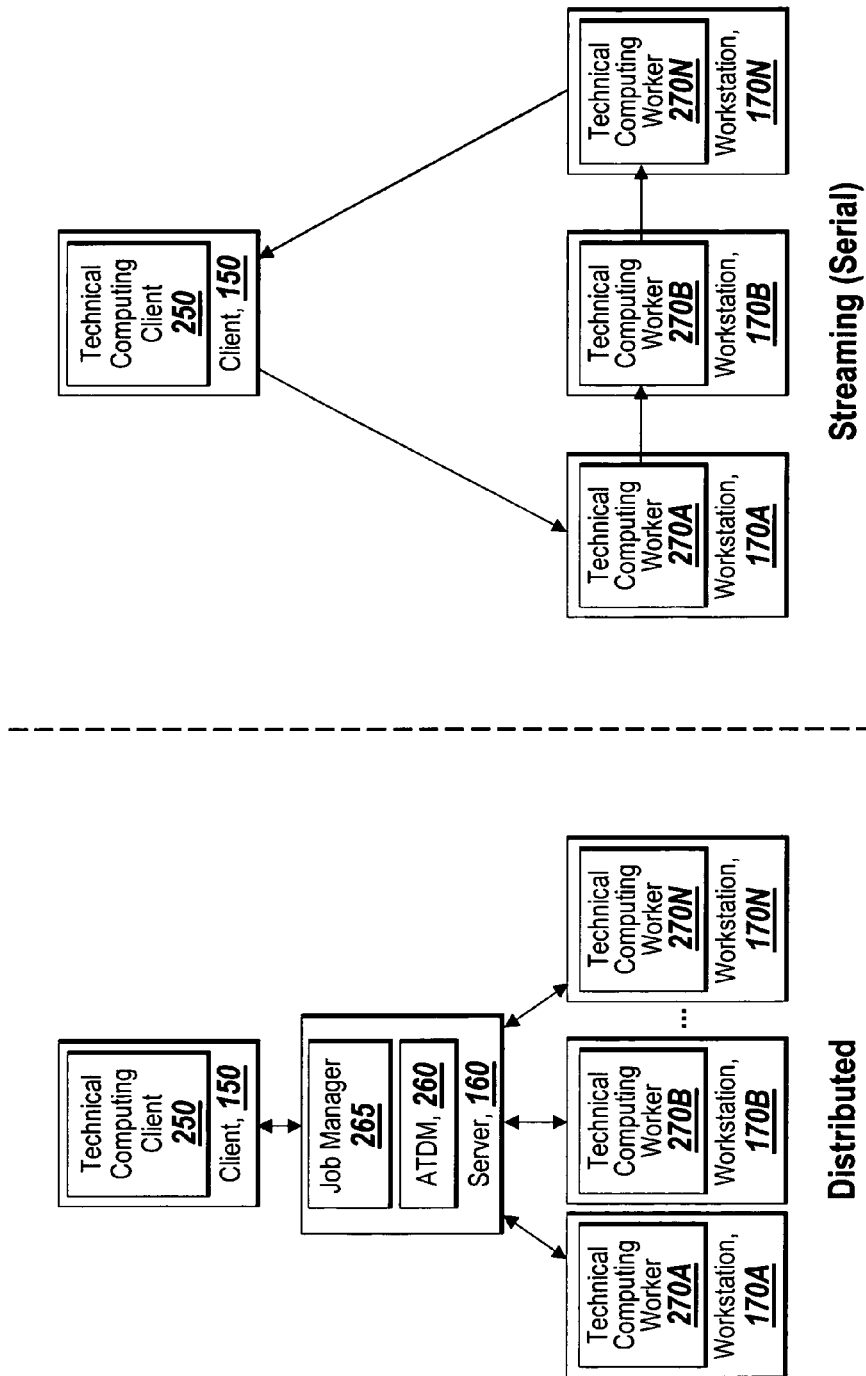 Technical
Computing
Client
250
Client, 150
Job Manager
265
ATDM, 260
Server, 160
Technical
Computing
Worker
270A
Workstation,
170A
Technical
Computing
Worker
270B
Workstation,
170B
...
Technical
Computing
Worker
270N
Workstation,
170N
Distributed
Technical
Computing
Client
250
Client, 150
Technical
Computing
Worker
270A
Workstation,
170A
Technical
Computing
Worker
270B
Workstation,
170B
Technical
Computing
Worker
270N
Workstation,
170N
Streaming (Serial)